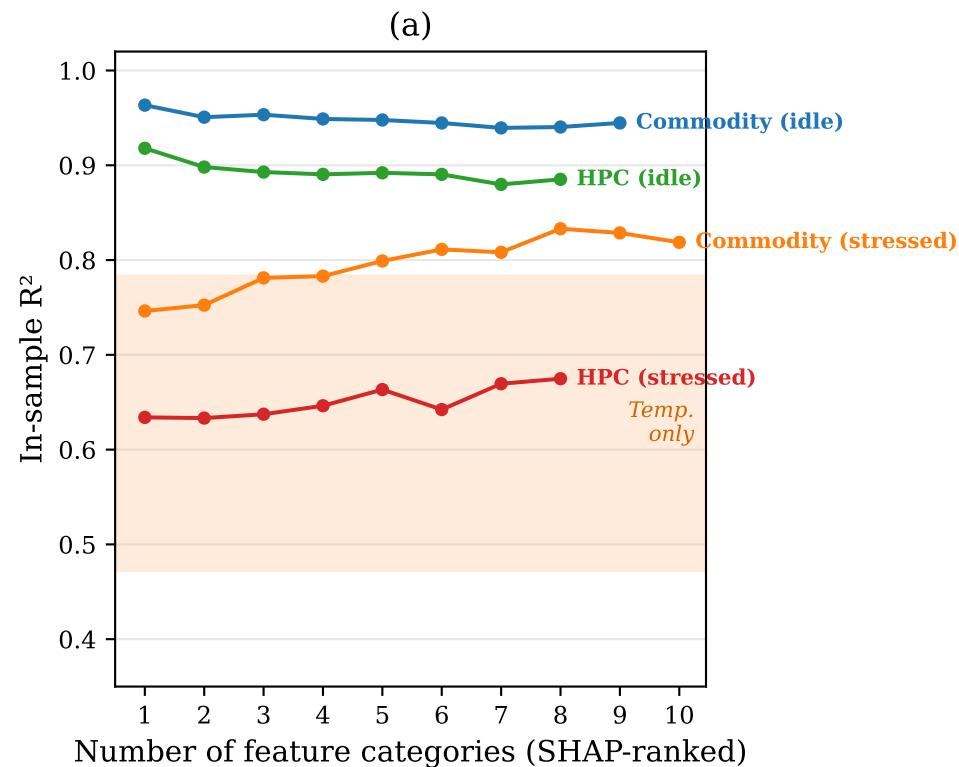 (a)
In-sample R²
1.0
0.9
0.8
0.7
0.6
0.5
0.4
Commodity (idle)
HPC (idle)
Commodity (stressed)
HPC (stressed)
Temp.
only
1 2 3 4 5 6 7 8 9 10
Number of feature categories (SHAP-ranked)